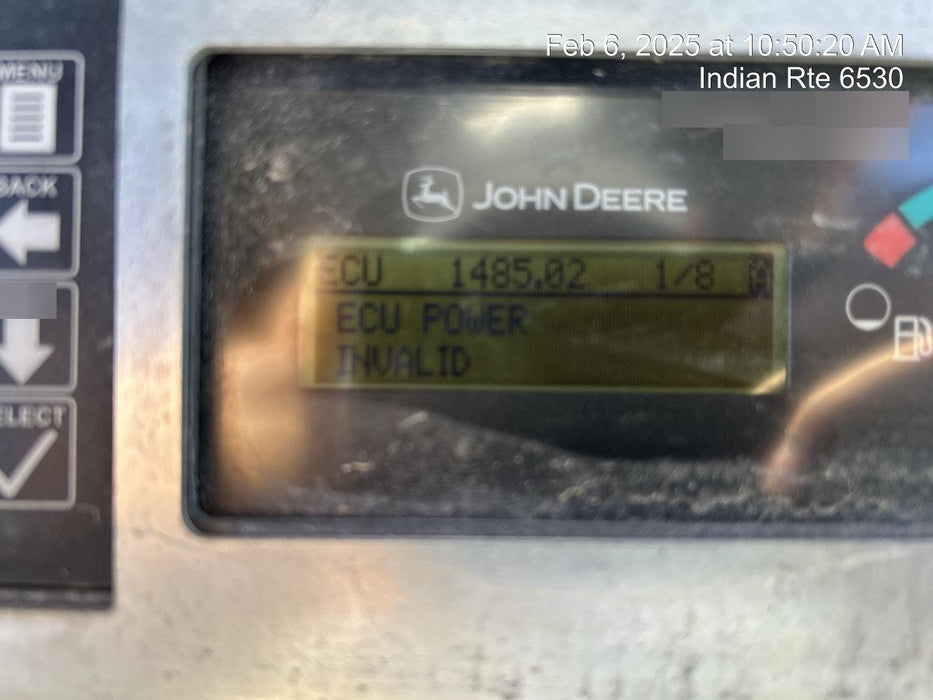 Feb 6, 2025 at 10:50:20 AM
Indian Rte 6530
MENU
BACK
ELECT
JOHN DEERE
ECU 1485.02 1/8
ECU POWER
INVALID